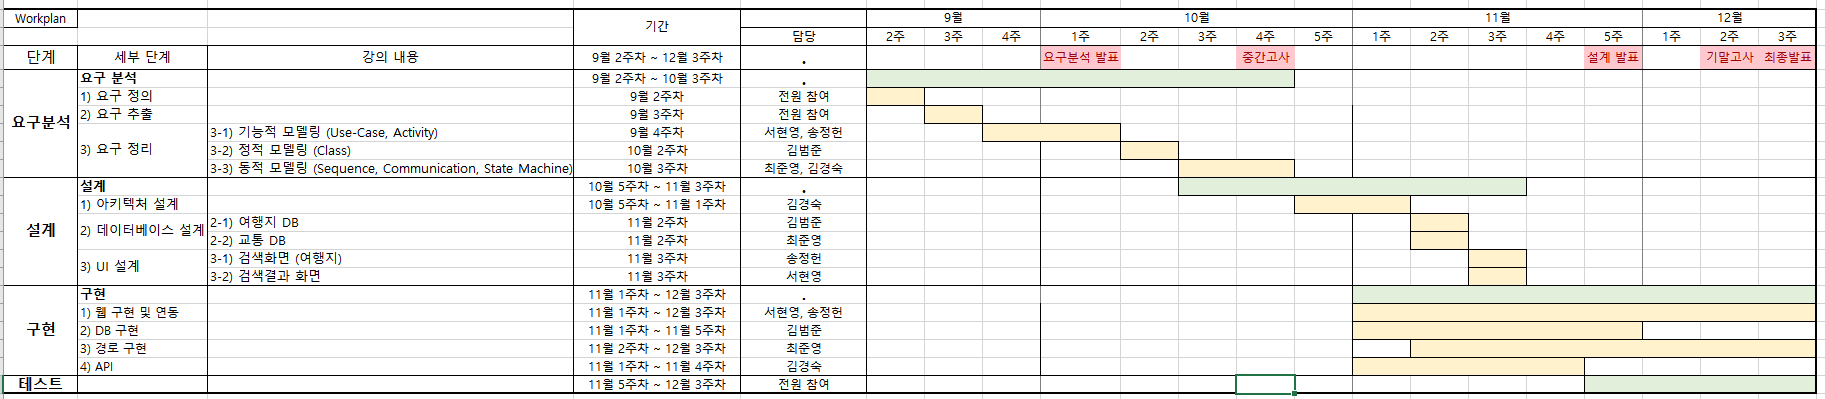 Workplan 기간 9월 10월 11월 12월
담당 2주 3주 4주 1주 2주 3주 4주 5주 1주 2주 3주 4주 5주 1주 2주 3주
단계 세부 단계 강의 내용 9월 2주차 ~ 12월 3주차 . 요구분석 발표 중간고사 설계 발표 기말고사 최종발표
요구분석
요구 분석 9월 2주차 ~ 10월 3주차 .
1) 요구 정의 9월 2주차 전원 참여
2) 요구 추출 9월 3주차 전원 참여
3) 요구 정리
3-1) 기능적 모델링 (Use-Case, Activity) 9월 4주차 서현영, 송정헌
3-2) 정적 모델링 (Class) 10월 2주차 김범준
3-3) 동적 모델링 (Sequence, Communication, State Machine) 10월 3주차 최준영, 김경숙
설계
설계 10월 5주차 ~ 11월 3주차 .
1) 아키텍처 설계 10월 5주차 ~ 11월 1주차 김경숙
2) 데이터베이스 설계
2-1) 여행지 DB 11월 2주차 김범준
2-2) 교통 DB 11월 2주차 최준영
3) UI 설계
3-1) 검색화면 (여행지) 11월 3주차 송정헌
3-2) 검색결과 화면 11월 3주차 서현영
구현
구현 11월 1주차 ~ 12월 3주차 .
1) 웹 구현 및 연동 11월 1주차 ~ 12월 3주차 서현영, 송정헌
2) DB 구현 11월 1주차 ~ 11월 5주차 김범준
3) 경로 구현 11월 2주차 ~ 12월 3주차 최준영
4) API 11월 1주차 ~ 11월 4주차 김경숙
테스트 11월 5주차 ~ 12월 3주차 전원 참여